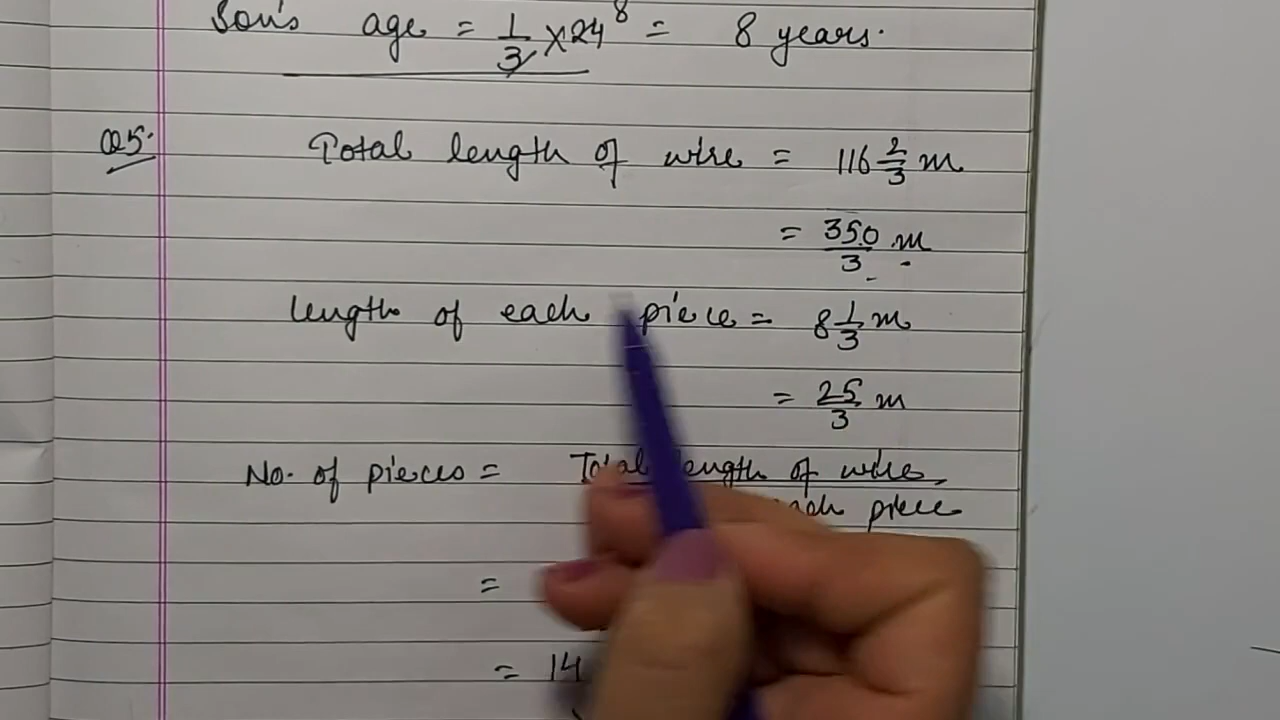 Son's age = 1/3 × 24 8 = 8 years.
Q5. Total length of wire = 116 2/3 m
= 350/3 m
length of each piece = 8 1/3 m
= 25/3 m
No. of pieces = Total length of wire
each piece
=
= 14